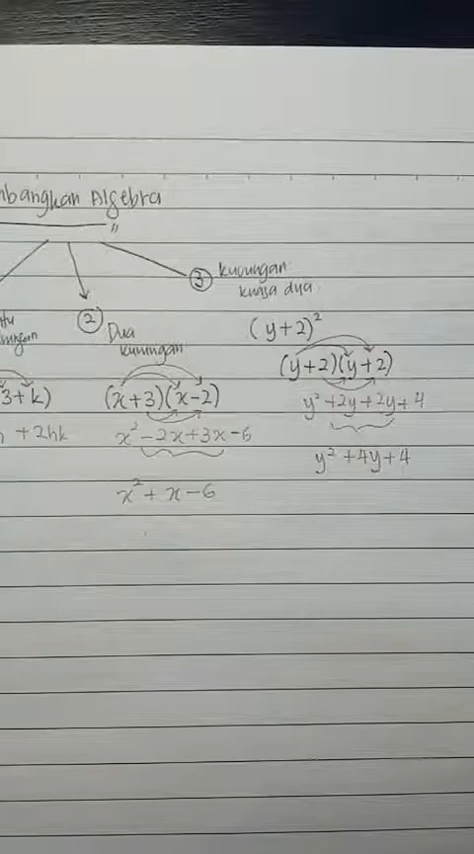 mbangkan Algebra
"
③ Kurungan
kuasa dua
② Dua
kurungan
(y+2)²
(y+2)(y+2)
y²+2y+2y+4
y²+4y+4
(x+3)(x-2)
x²-2x+3x-6
x²+x-6
3+k)
+2hk